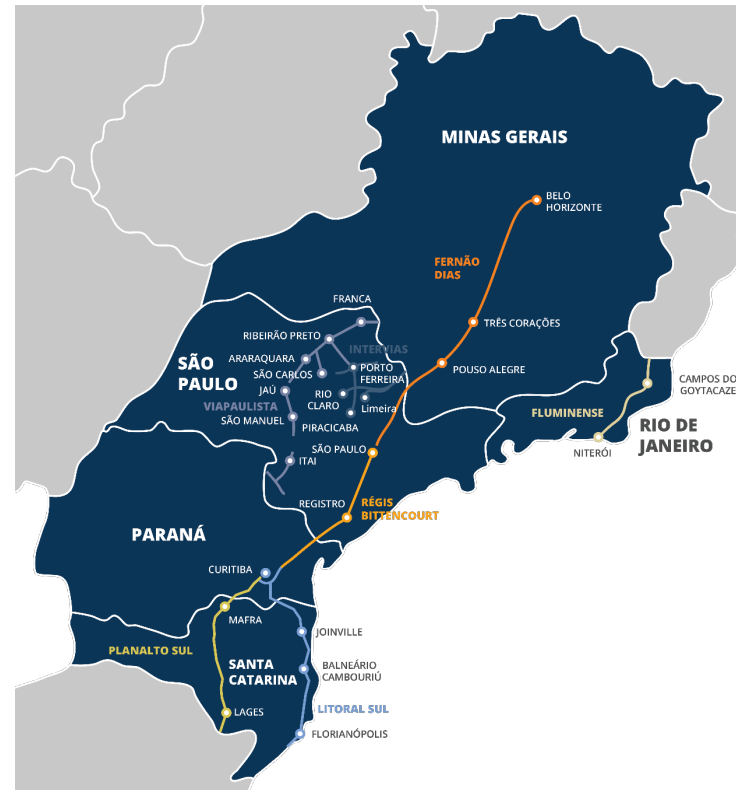 MINAS GERAIS
BELO
HORIZONTE
FERNÃO
DIAS
FRANCA
TRÊS CORAÇÕES
RIBEIRÃO PRETO
INTERVIAS
ARARAQUARA
SÃO
PAULO
SÃO CARLOS
PORTO
FERREIRA
POUSO ALEGRE
JAÚ
RIO
CLARO
Limeira
VIAPAULISTA
SÃO MANUEL
PIRACICABA
CAMPOS DO
GOYTACAZE
FLUMINENSE
RIO DE
JANEIRO
NITERÓI
SÃO PAULO
ITAI
REGISTRO
RÉGIS
BITTENCOURT
PARANÁ
CURITIBA
MAFRA
JOINVILLE
PLANALTO SUL
SANTA
CATARINA
BALNEÁRIO
CAMBOURIÚ
LAGES
LITORAL SUL
FLORIANÓPOLIS